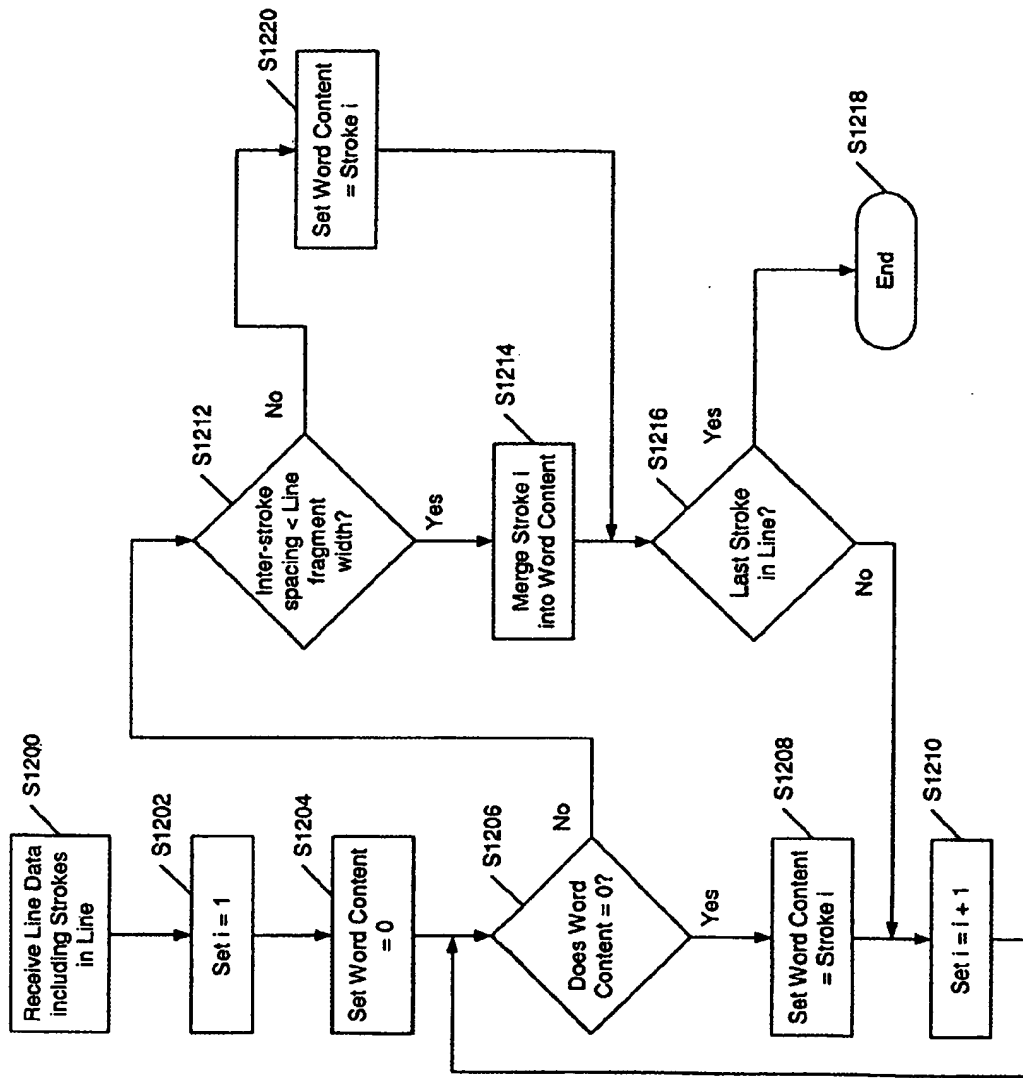 Receive Line Data
including Strokes
in Line
S1200
Set i = 1
S1202
Set Word Content
= 0
S1204
Does Word
Content = 0?
S1206
No
Yes
Set Word Content
= Stroke i
S1208
Set i = i + 1
S1210
Inter-stroke
spacing < Line
fragment
width?
S1212
No
Yes
Merge Stroke i
into Word Content
S1214
Last Stroke
in Line?
S1216
Yes
No
End
S1218
Set Word Content
= Stroke i
S1220